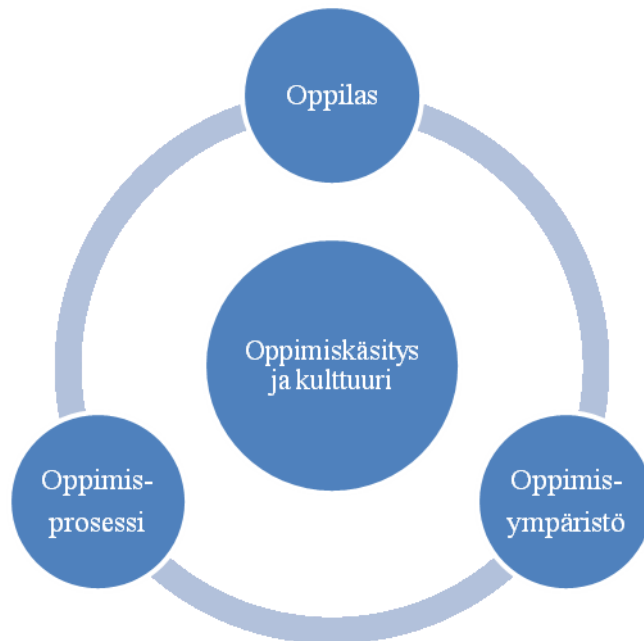 Oppilas
Oppimiskäsitys
ja kulttuuri
Oppimis-
prosessi
Oppimis-
ympäristö